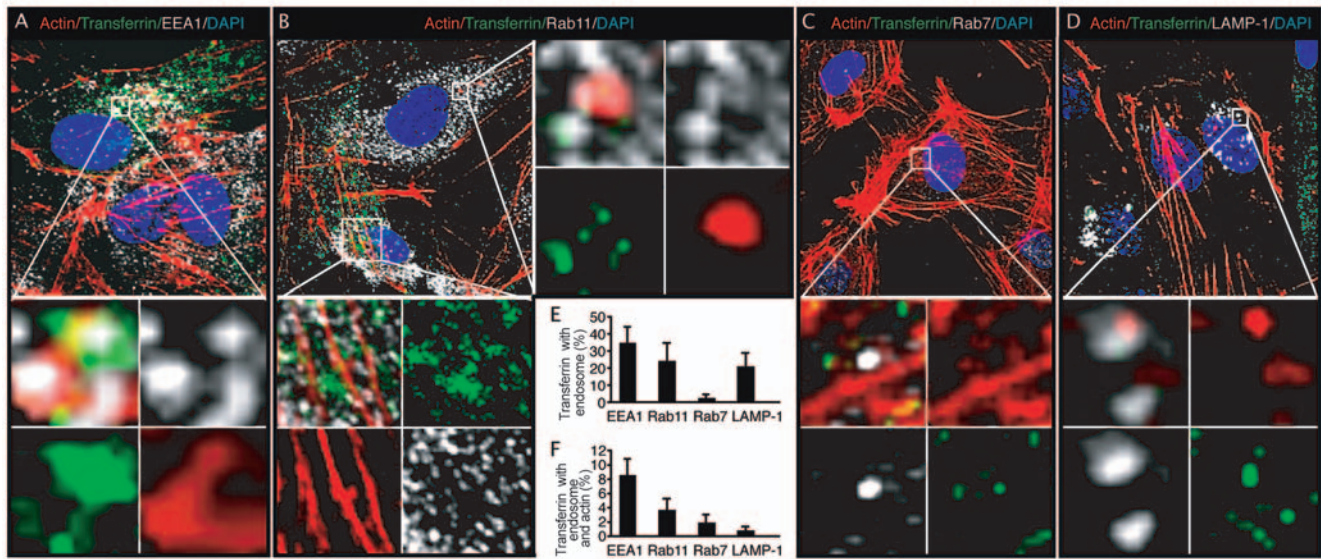 A
Actin/Transferrin/EEA1/DAPI
B
Actin/Transferrin/Rab11/DAPI
C
Actin/Transferrin/Rab7/DAPI
D
Actin/Transferrin/LAMP-1/DAPI
E
Transferrin with
endosome (%)
50
40
30
20
10
0
EEA1 Rab11 Rab7 LAMP-1
F
Transferrin with
endosome
and actin (%)
12
10
8
6
4
2
0
EEA1 Rab11 Rab7 LAMP-1